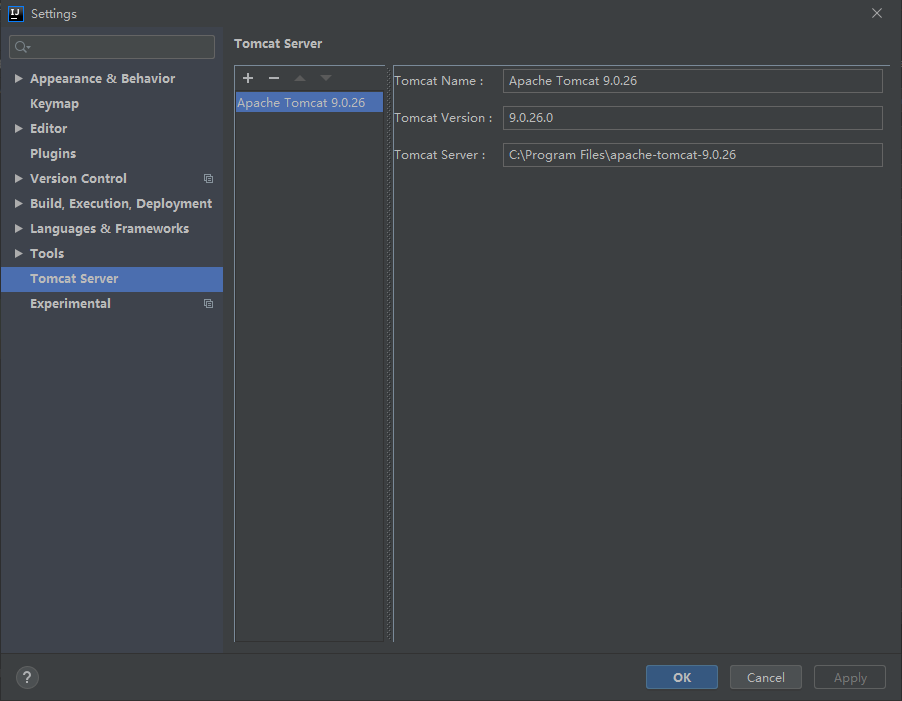 Settings
Appearance & Behavior
Keymap
Editor
Plugins
Version Control
Build, Execution, Deployment
Languages & Frameworks
Tools
Tomcat Server
Experimental
Tomcat Server
Apache Tomcat 9.0.26
Tomcat Name : Apache Tomcat 9.0.26
Tomcat Version : 9.0.26.0
Tomcat Server : C:\Program Files\apache-tomcat-9.0.26
? OK Cancel Apply